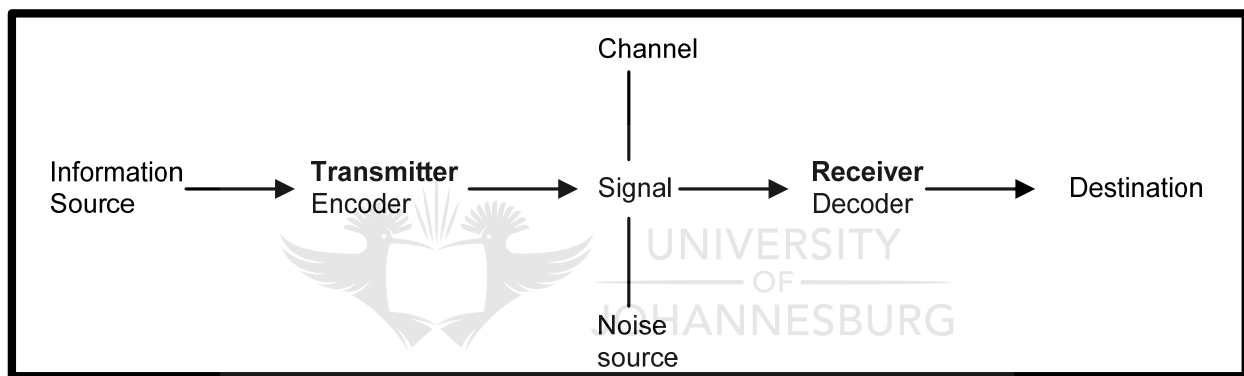 Channel
Information
Source
Transmitter
Encoder
Signal
Receiver
Decoder
Destination
UNIVERSITY
OF
JOHANNESBURG
Noise
source